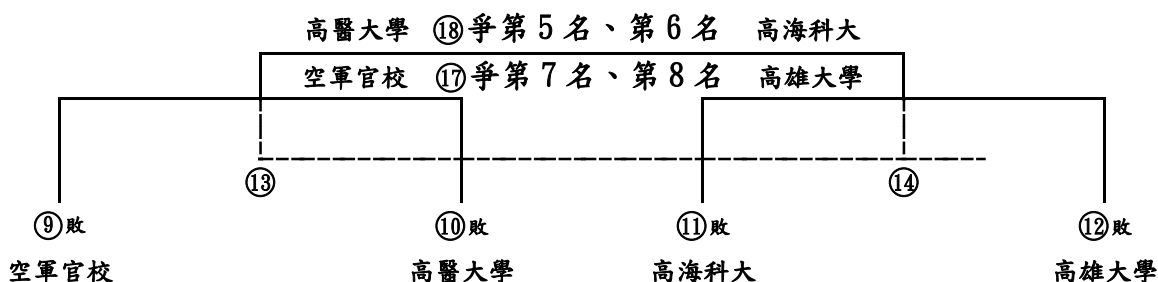 高醫大學 ⑱爭第5名、第6名 高海科大
空軍官校 ⑰爭第7名、第8名 高雄大學
⑬ ⑭
⑨敗 ⑩敗 ⑪敗 ⑫敗
空軍官校 高醫大學 高海科大 高雄大學